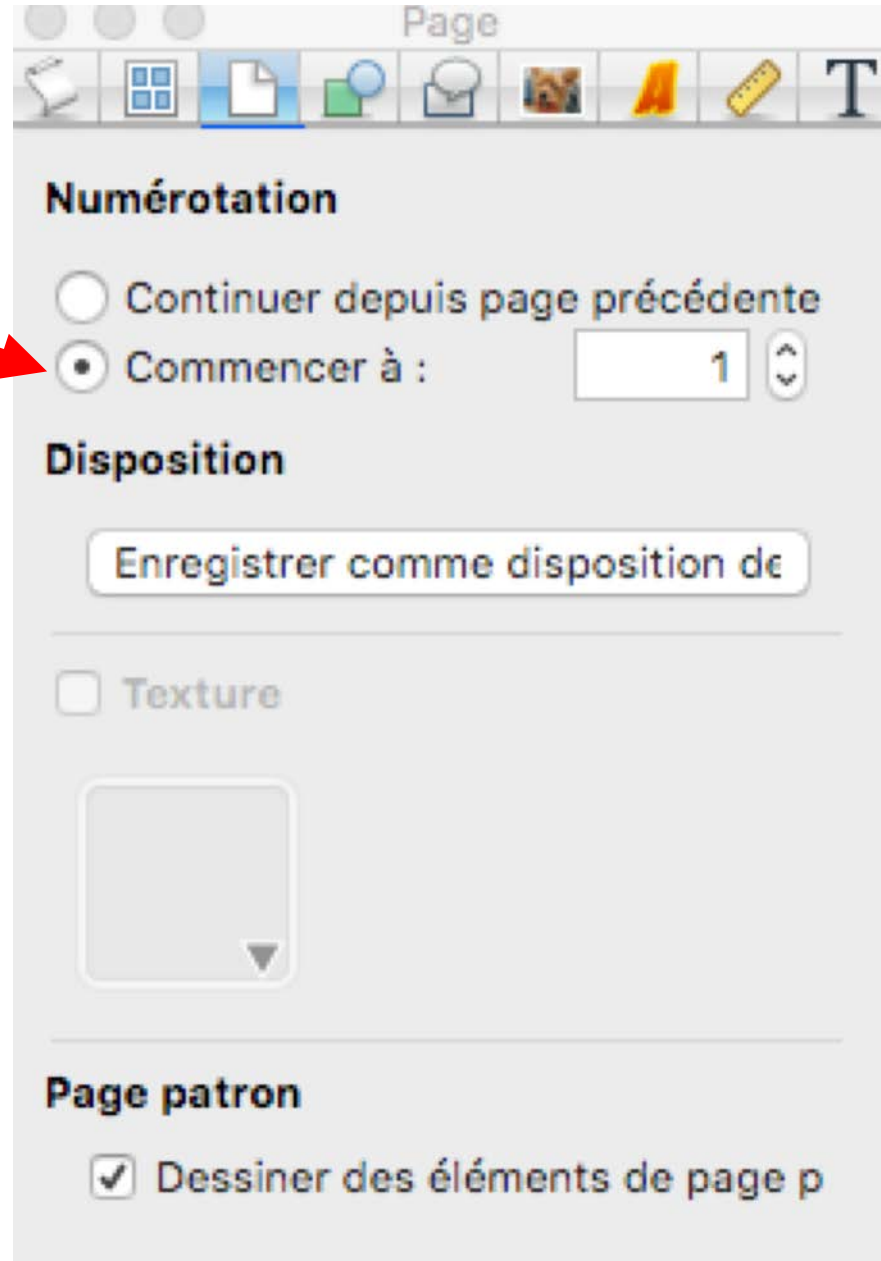 Page
T
Numérotation
Continuer depuis page précédente
Commencer à : 1
Disposition
Enregistrer comme disposition de
Texture
Page patron
Dessiner des éléments de page p